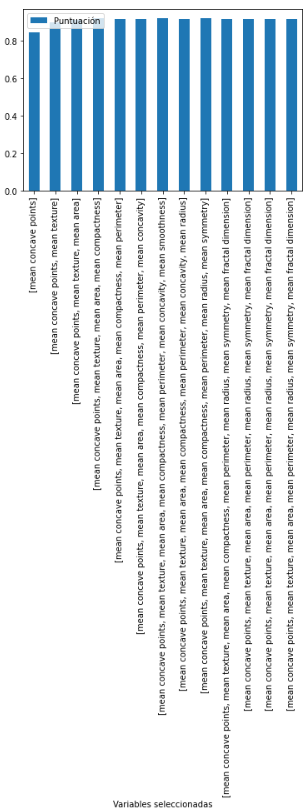 Puntuación
0.8
0.6
0.4
0.2
0.0
[mean concave points]
[mean concave points, mean texture]
[mean concave points, mean texture, mean area]
[mean concave points, mean texture, mean area, mean compactness]
[mean concave points, mean texture, mean area, mean compactness, mean perimeter]
[mean concave points, mean texture, mean area, mean compactness, mean perimeter, mean concavity]
[mean concave points, mean texture, mean area, mean compactness, mean perimeter, mean concavity, mean smoothness]
[mean concave points, mean texture, mean area, mean compactness, mean perimeter, mean concavity, mean radius]
[mean concave points, mean texture, mean area, mean compactness, mean perimeter, mean radius, mean symmetry]
[mean concave points, mean texture, mean area, mean compactness, mean perimeter, mean radius, mean symmetry, mean fractal dimension]
[mean concave points, mean texture, mean area, mean perimeter, mean radius, mean symmetry, mean fractal dimension]
[mean concave points, mean texture, mean area, mean perimeter, mean radius, mean symmetry, mean fractal dimension]
[mean concave points, mean texture, mean area, mean perimeter, mean radius, mean symmetry, mean fractal dimension]
Variables seleccionadas